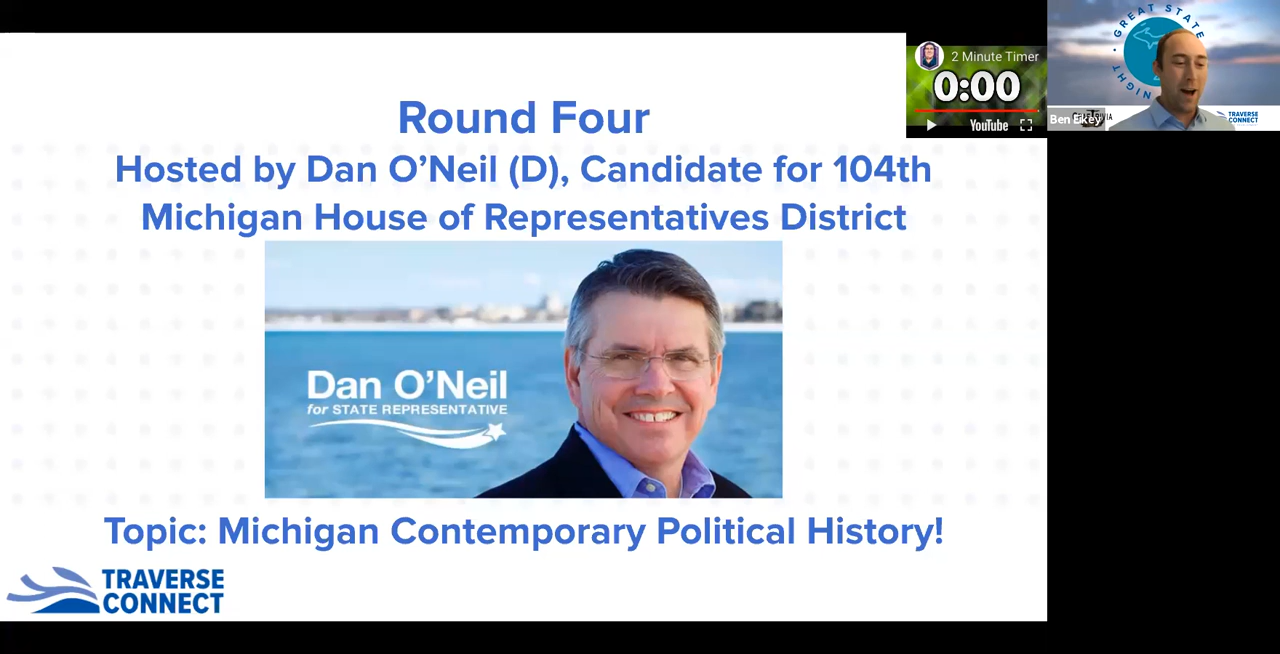 Round Four
Hosted by Dan O’Neil (D), Candidate for 104th
Michigan House of Representatives District
Dan O’Neil
for STATE REPRESENTATIVE
Topic: Michigan Contemporary Political History!
TRAVERSE
CONNECT
2 Minute Timer
0:00
YouTube
GREAT STATE
NIGHT
Ben
TRAVERSE
CONNECT